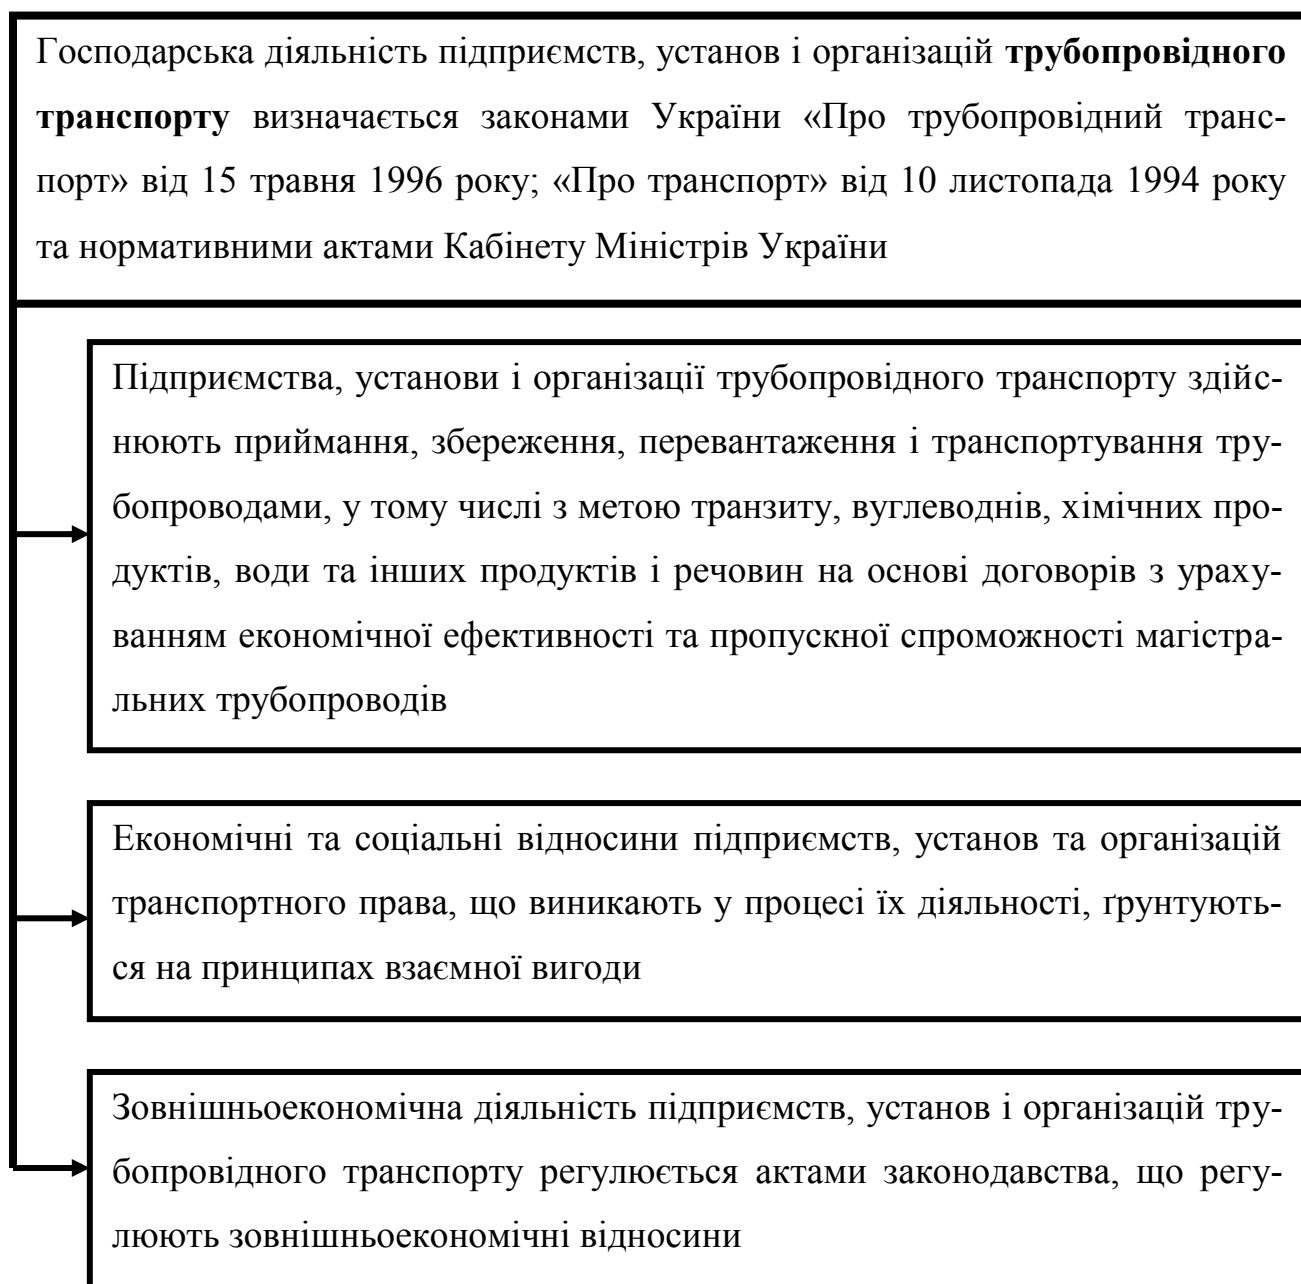 Господарська діяльність підприємств, установ і організацій трубопровідного
транспорту визначається законами України «Про трубопровідний транс-
порт» від 15 травня 1996 року; «Про транспорт» від 10 листопада 1994 року
та нормативними актами Кабінету Міністрів України
Підприємства, установи і організації трубопровідного транспорту здійс-
нюють приймання, збереження, перевантаження і транспортування тру-
бопроводами, у тому числі з метою транзиту, вуглеводнів, хімічних про-
дуктів, води та інших продуктів і речовин на основі договорів з ураху-
ванням економічної ефективності та пропускної спроможності магістра-
льних трубопроводів
Економічні та соціальні відносини підприємств, установ та організацій
транспортного права, що виникають у процесі їх діяльності, ґрунтують-
ся на принципах взаємної вигоди
Зовнішньоекономічна діяльність підприємств, установ і організацій тру-
бопровідного транспорту регулюється актами законодавства, що регу-
люють зовнішньоекономічні відносини